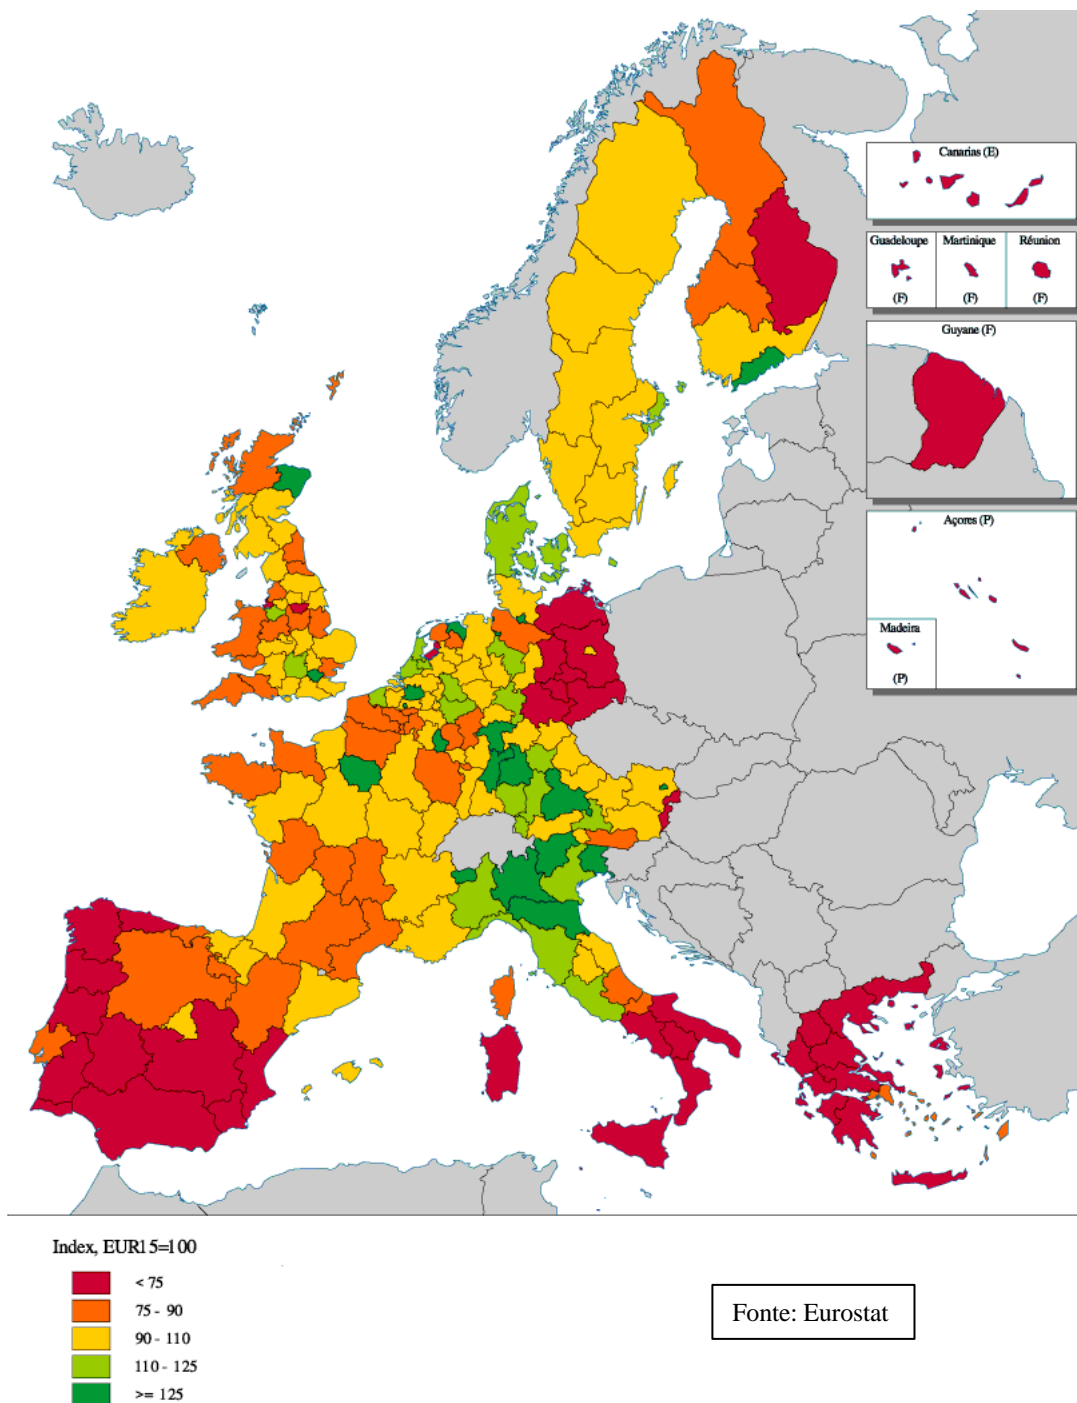 Canarias (E)
Guadeloupe
Martinique
Réunion
(F)
(F)
(F)
Guyane (F)
Açores (P)
Madeira
(P)
Index, EUR15=100
< 75
75 - 90
90 - 110
110 - 125
>= 125
Fonte: Eurostat